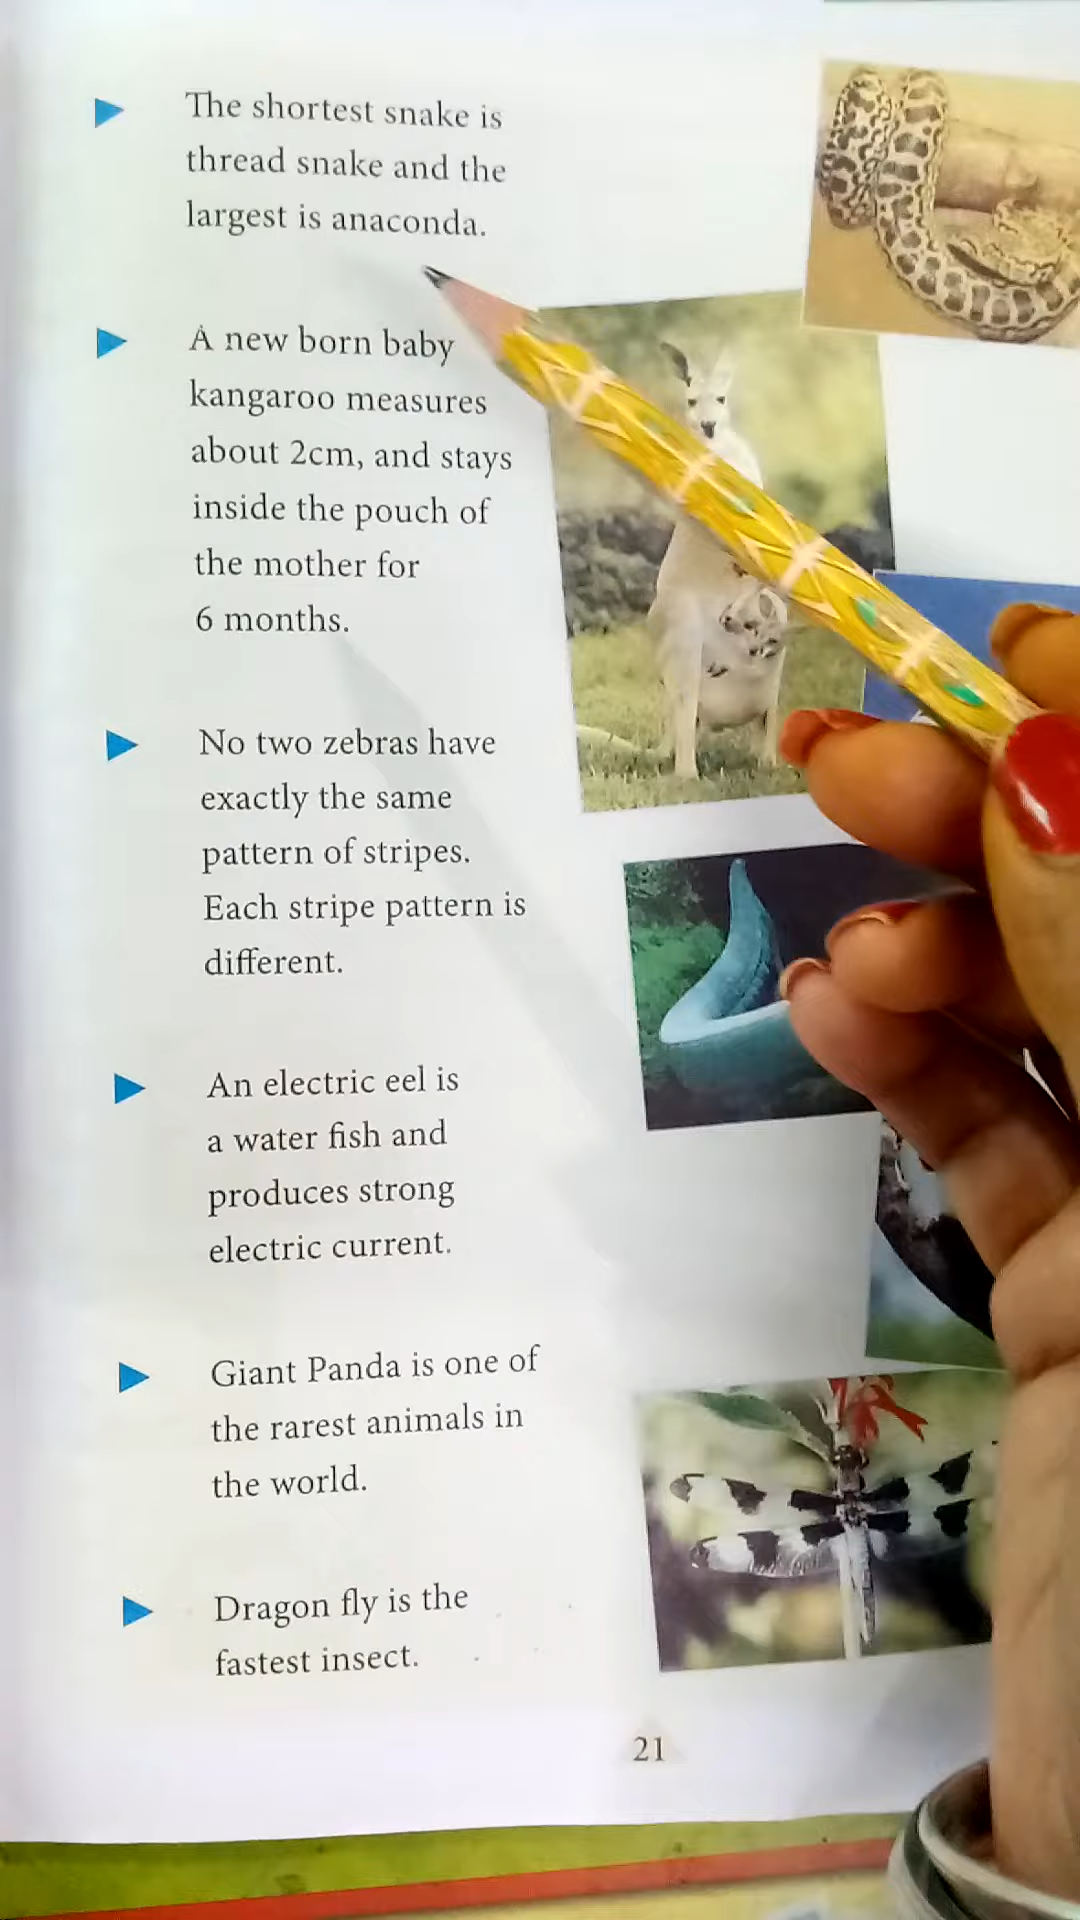 The shortest snake is
thread snake and the
largest is anaconda.
A new born baby
kangaroo measures
about 2cm, and stays
inside the pouch of
the mother for
6 months.
No two zebras have
exactly the same
pattern of stripes.
Each stripe pattern is
different.
An electric eel is
a water fish and
produces strong
electric current.
Giant Panda is one of
the rarest animals in
the world.
Dragon fly is the
fastest insect.
21